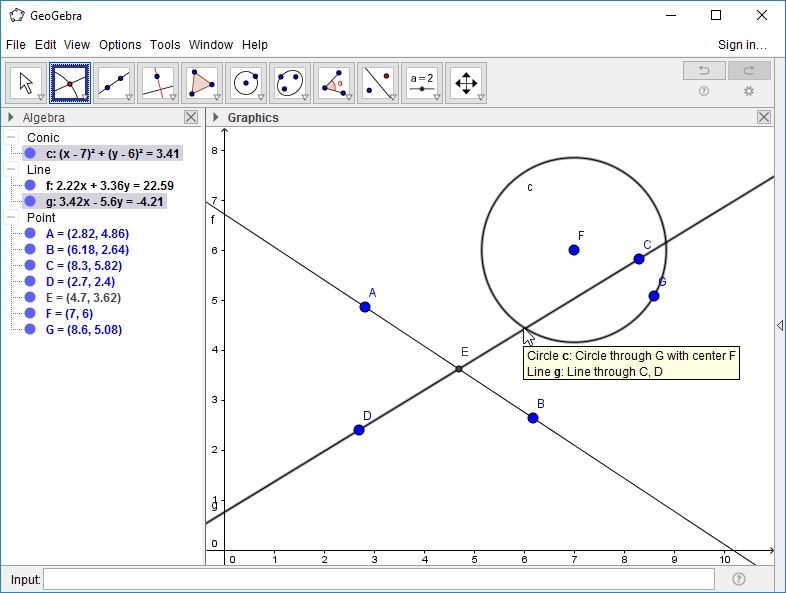 GeoGebra
File Edit View Options Tools Window Help Sign in...
α
a = 2
Algebra
Conic
c: (x - 7)² + (y - 6)² = 3.41
Line
f: 2.22x + 3.36y = 22.59
g: 3.42x - 5.6y = -4.21
Point
A = (2.82, 4.86)
B = (6.18, 2.64)
C = (8.3, 5.82)
D = (2.7, 2.4)
E = (4.7, 3.62)
F = (7, 6)
G = (8.6, 5.08)
Graphics
8
7
f
6
5
4
3
2
1
g
0
0 1 2 3 4 5 6 7 8 9 10
c
F
C
G
A
E
B
D
Circle c: Circle through G with center F
Line g: Line through C, D
Input: